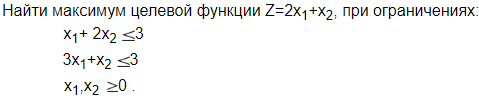 Найти максимум целевой функции Z=2x₁+x₂, при ограничениях:
x₁+ 2x₂ ≤3
3x₁+x₂ ≤3
x₁,x₂ ≥0 .